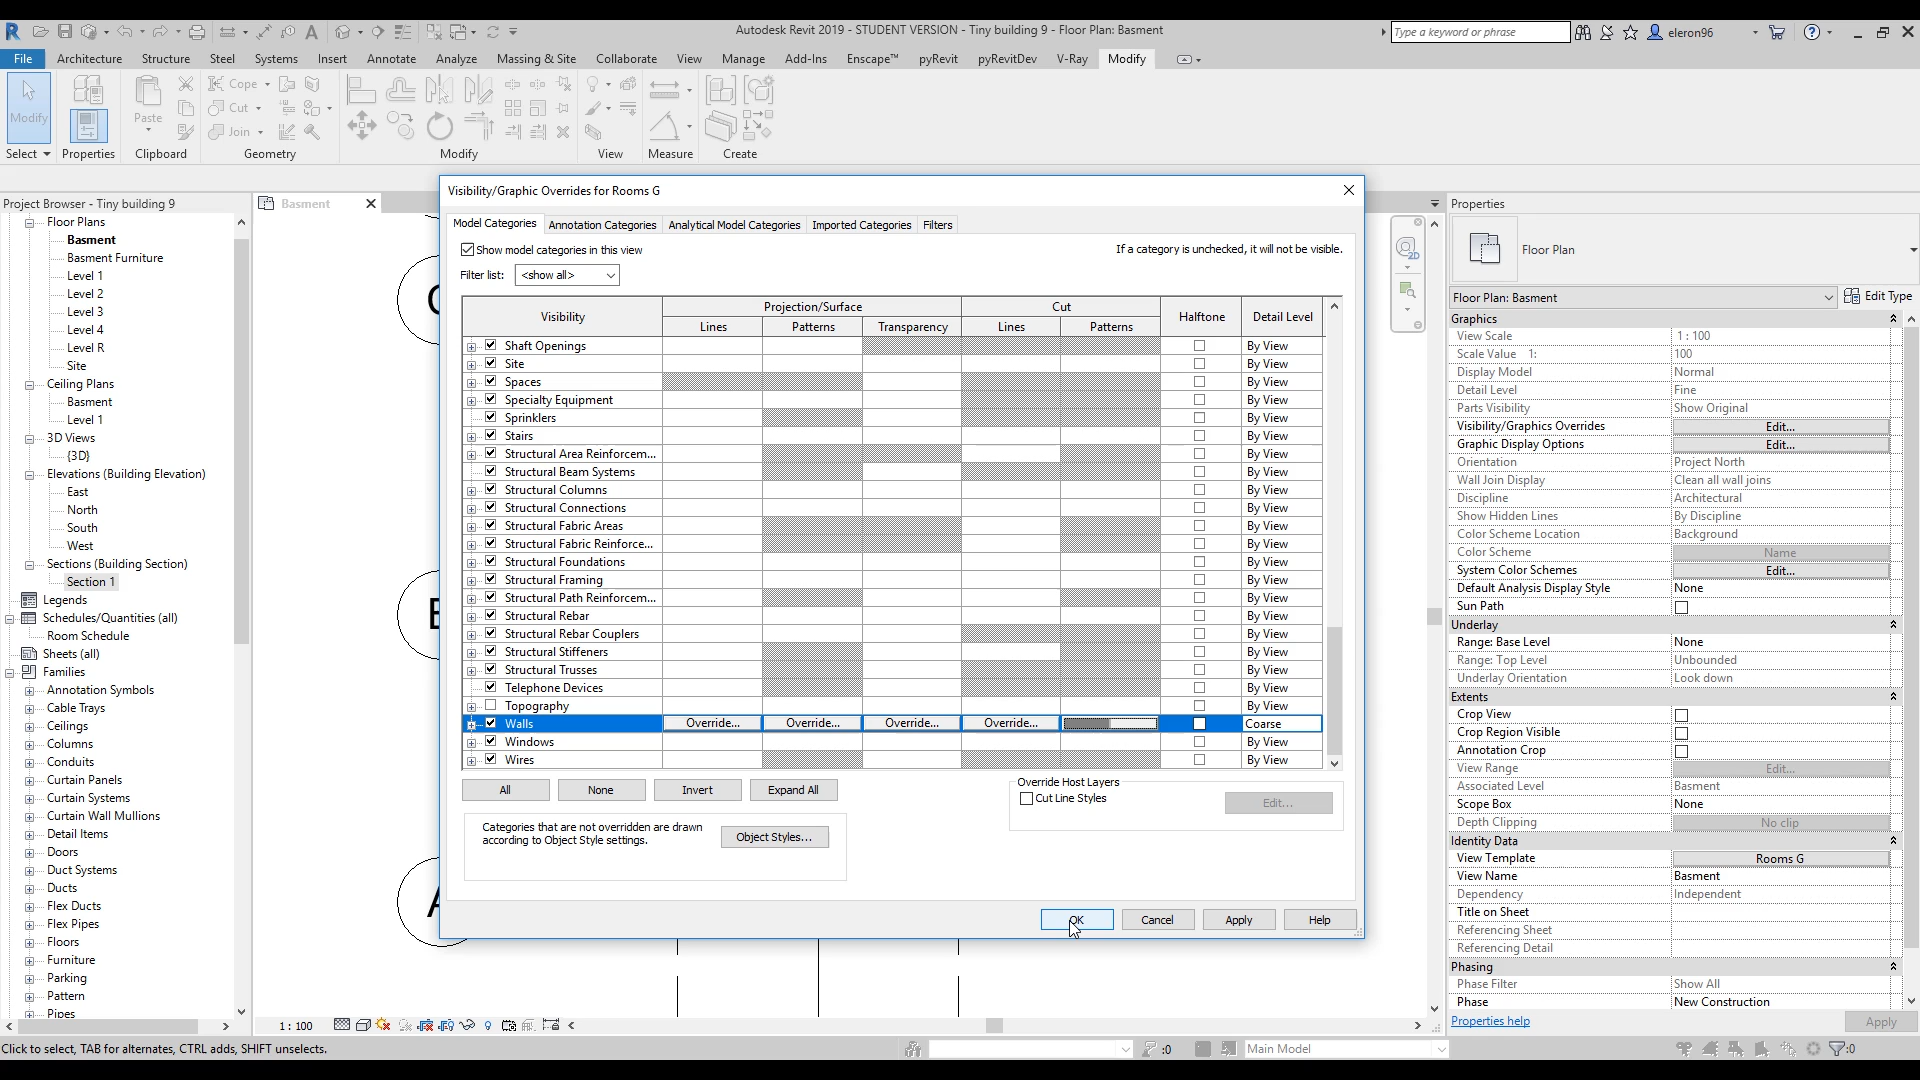 Autodesk Revit 2019 - STUDENT VERSION - Tiny building 9 - Floor Plan: Basment
Type a keyword or phrase
eleron96
File Architecture Structure Steel Systems Insert Annotate Analyze Massing & Site Collaborate View Manage Add-Ins Enscape™ pyRevit pyRevitDev V-Ray Modify
Modify Paste Cope Cut Join
Select Properties Clipboard Geometry Modify View Measure Create
Project Browser - Tiny building 9
Floor Plans
Basment
Basment Furniture
Level 1
Level 2
Level 3
Level 4
Level R
Site
Ceiling Plans
Basment
Level 1
3D Views
{3D}
Elevations (Building Elevation)
East
North
South
West
Sections (Building Section)
Section 1
Legends
Schedules/Quantities (all)
Room Schedule
Sheets (all)
Families
Annotation Symbols
Cable Trays
Ceilings
Columns
Conduits
Curtain Panels
Curtain Systems
Curtain Wall Mullions
Detail Items
Doors
Duct Systems
Ducts
Flex Ducts
Flex Pipes
Floors
Furniture
Parking
Pattern
Pipes
Basment
Visibility/Graphic Overrides for Rooms G
Model Categories Annotation Categories Analytical Model Categories Imported Categories Filters
Show model categories in this view
If a category is unchecked, it will not be visible.
Filter list: <show all>
Visibility Projection/Surface Cut Halftone Detail Level
Lines Patterns Transparency Lines Patterns
Shaft Openings By View
Site By View
Spaces By View
Specialty Equipment By View
Sprinklers By View
Stairs By View
Structural Area Reinforcem... By View
Structural Beam Systems By View
Structural Columns By View
Structural Connections By View
Structural Fabric Areas By View
Structural Fabric Reinforce... By View
Structural Foundations By View
Structural Framing By View
Structural Path Reinforcem... By View
Structural Rebar By View
Structural Rebar Couplers By View
Structural Stiffeners By View
Structural Trusses By View
Telephone Devices By View
Topography By View
Walls Override... Override... Override... Override... Coarse
Windows By View
Wires By View
All None Invert Expand All
Override Host Layers
Cut Line Styles
Edit...
Categories that are not overridden are drawn
according to Object Style settings.
Object Styles...
OK Cancel Apply Help
2D
Properties
Floor Plan
Floor Plan: Basment Edit Type
Graphics
View Scale 1 : 100
Scale Value 1: 100
Display Model Normal
Detail Level Fine
Parts Visibility Show Original
Visibility/Graphics Overrides Edit...
Graphic Display Options Edit...
Orientation Project North
Wall Join Display Clean all wall joins
Discipline Architectural
Show Hidden Lines By Discipline
Color Scheme Location Background
Color Scheme Name
System Color Schemes Edit...
Default Analysis Display Style None
Sun Path
Underlay
Range: Base Level None
Range: Top Level Unbounded
Underlay Orientation Look down
Extents
Crop View
Crop Region Visible
Annotation Crop
View Range Edit...
Associated Level Basment
Scope Box None
Depth Clipping No clip
Identity Data
View Template Rooms G
View Name Basment
Dependency Independent
Title on Sheet
Referencing Sheet
Referencing Detail
Phasing
Phase Filter Show All
Phase New Construction
Properties help Apply
1 : 100
Click to select, TAB for alternates, CTRL adds, SHIFT unselects.
:0
Main Model
:0